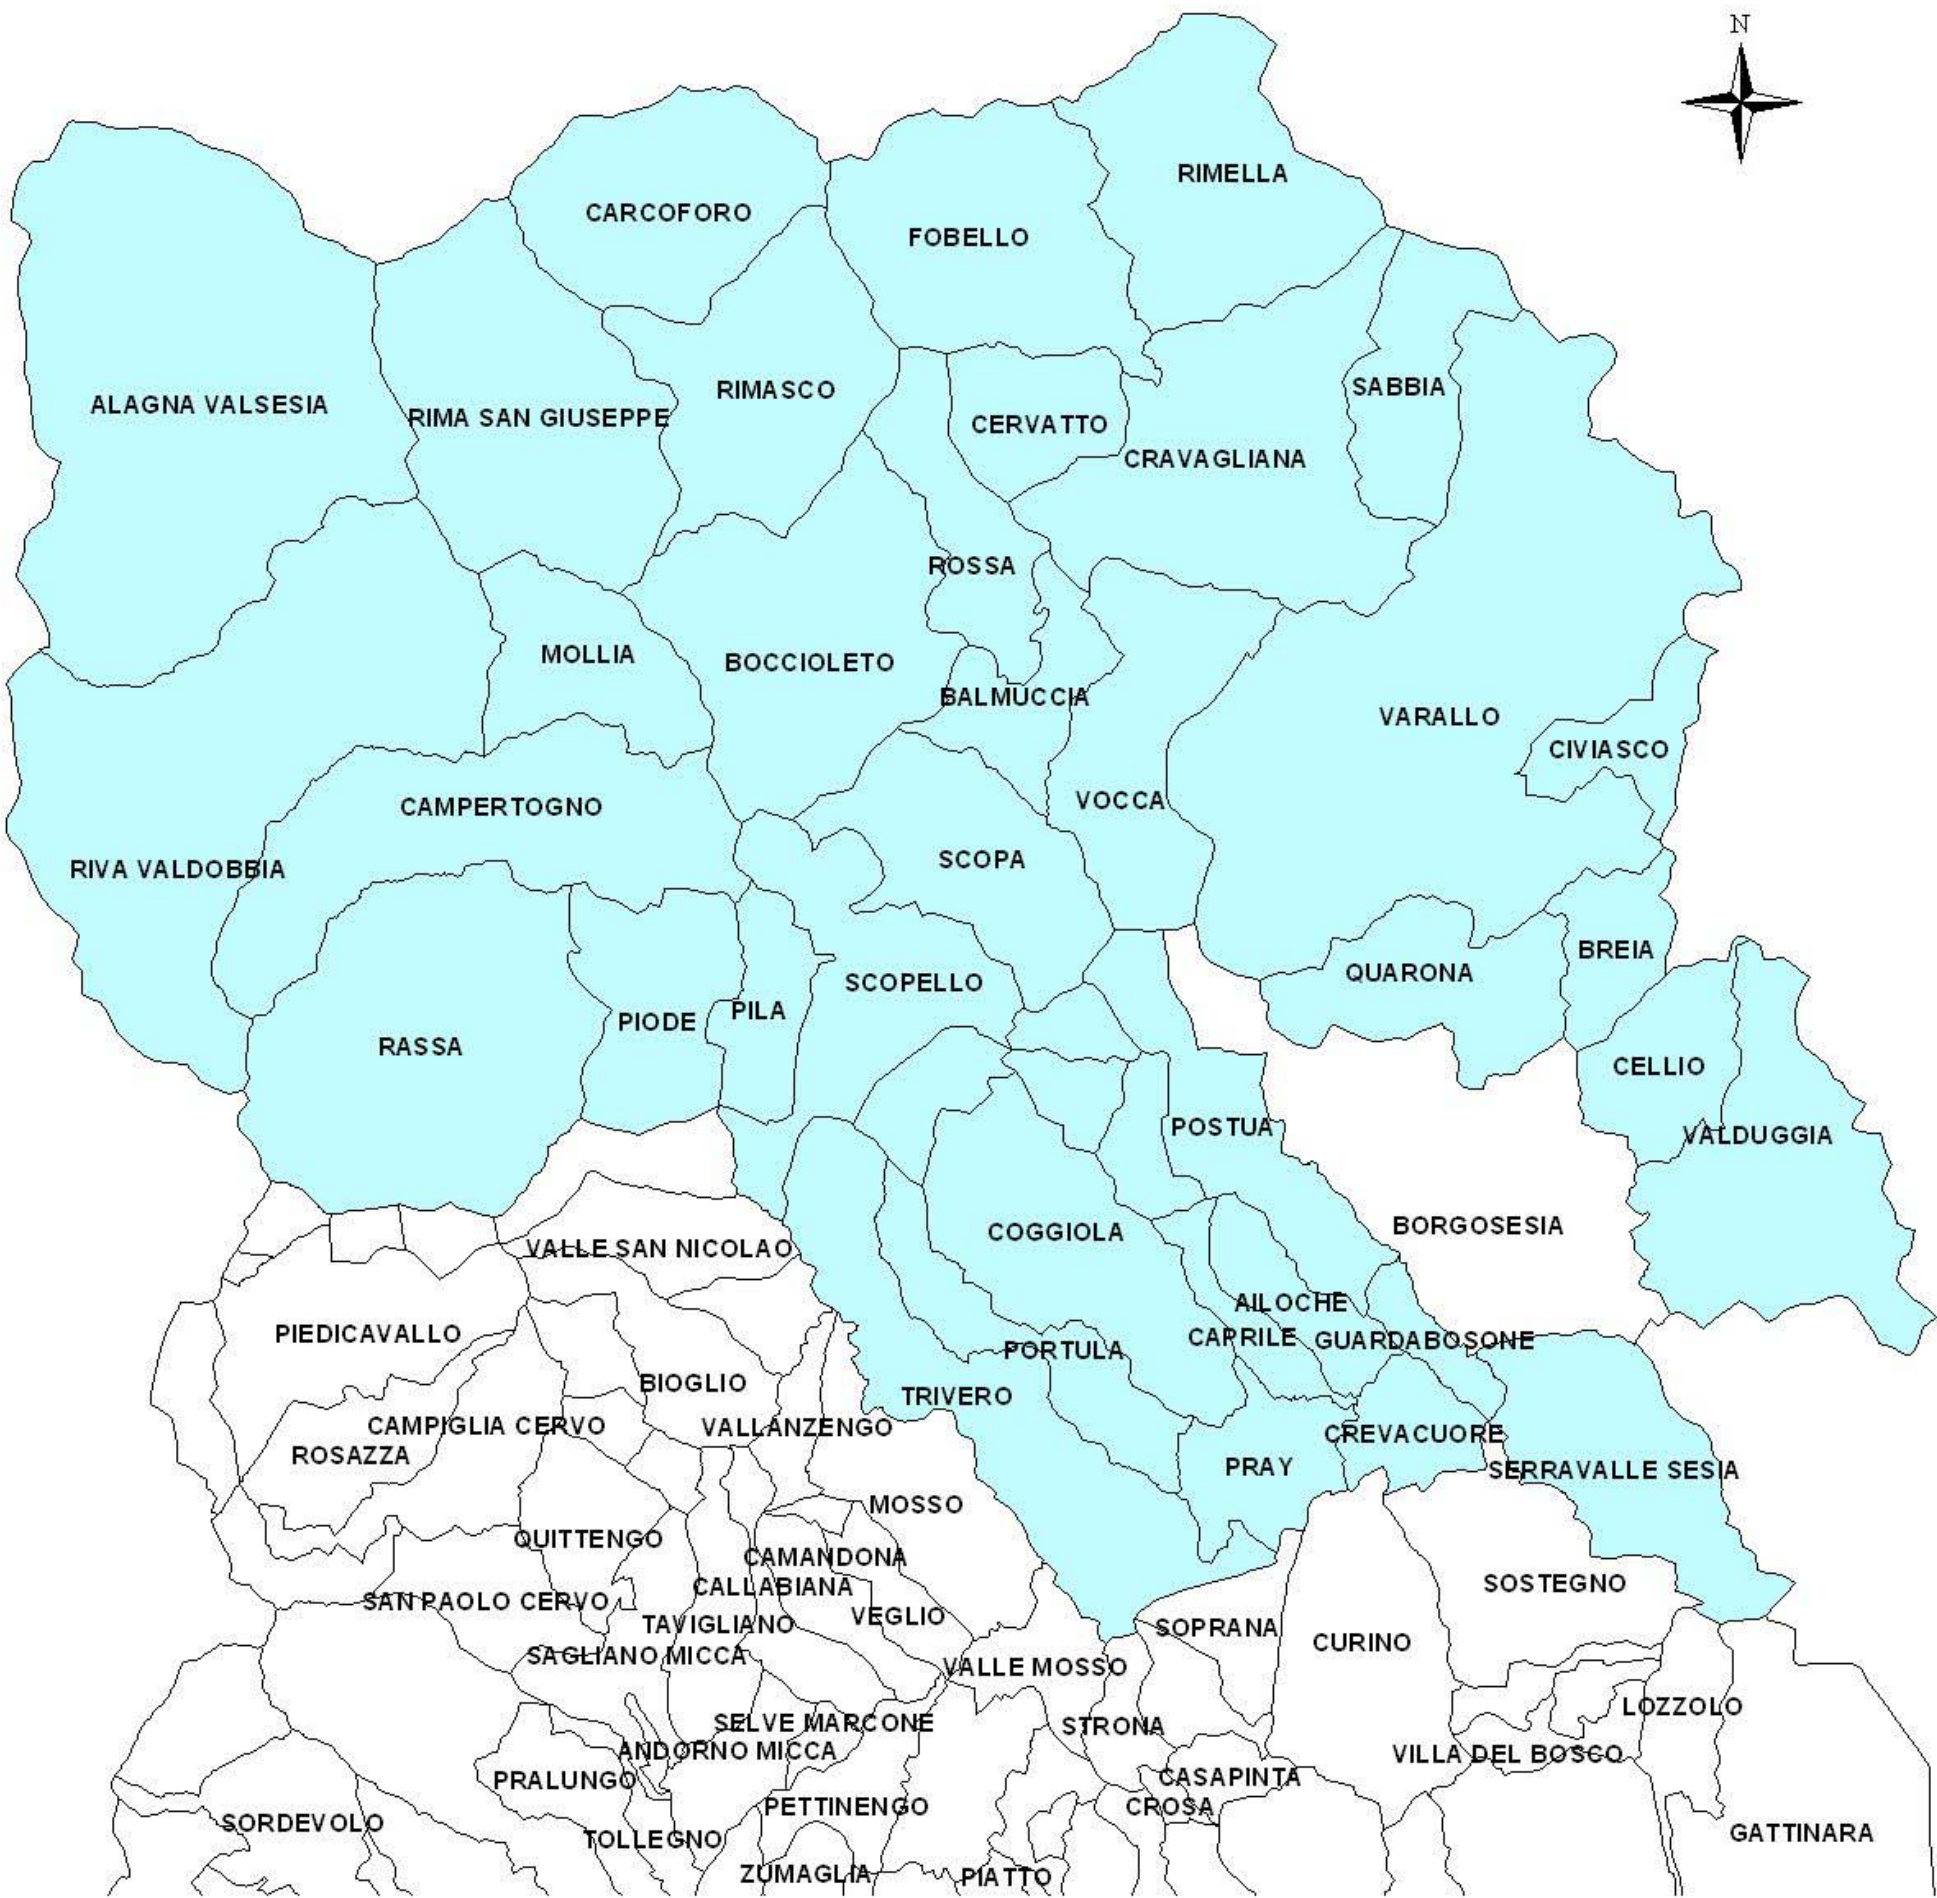 N
RIMELLA
CARCOFORO
FOBELLO
SABBIA
RIMASCO
ALAGNA VALSESIA
RIMA SAN GIUSEPPE
CERVATTO
CRAVAGLIANA
ROSSA
MOLLIA
BOCCIOLETO
BALMUCCIA
VARALLO
CIVIASCO
VOCCA
CAMPERTOGNO
SCOPA
RIVA VALDOBBIA
BREIA
QUARONA
SCOPELLO
PILA
PIODE
RASSA
CELLIO
POSTUA
VALDUGGIA
BORGOSESIA
COGGIOLA
VALLE SAN NICOLAO
AILOCHE
PIEDICAVALLO
CAPRILE
GUARDABOSONE
PORTULA
BIOGLIO
TRIVERO
CAMPIGLIA CERVO
VALLANZENGO
CREVACUORE
ROSAZZA
PRAY
SERRAVALLE SESIA
MOSSO
QUITTENGO
CAMANDONA
CALLABIANA
SOSTEGNO
SAN PAOLO CERVO
VEGLIO
TAVIGLIANO
SOPRANA
CURINO
SAGLIANO MICCA
VALLE MOSSO
LOZZOLO
SELVE MARCONE
STRONA
ANDORNO MICCA
VILLA DEL BOSCO
PRALUNGO
CASAPINTA
PETTINENGO
CROSA
SORDEVOLO
GATTINARA
TOLLEGNO
ZUMAGLIA
PIATTO